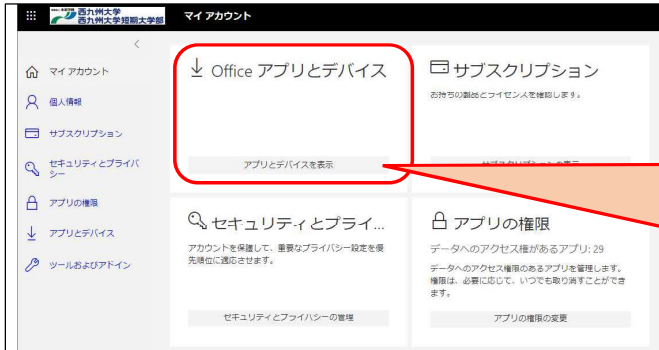 西九州大学
西九州大学短期大学部
マイ アカウント
マイ アカウント
個人情報
サブスクリプション
セキュリティとプライバ
シー
アプリの権限
アプリとデバイス
ツールおよびアドイン
Office アプリとデバイス
アプリとデバイスを表示
サブスクリプション
お持ちの製品とライセンスを確認します。
サブスクリプションの表示
セキュリティとプライ...
アカウントを保護して、重要なプライバシー設定を優
先順位に適応させます。
セキュリティとプライバシーの管理
アプリの権限
データへのアクセス権があるアプリ: 29
データへのアクセス権限のあるアプリを管理します。
権限は、必要に応じて、いつでも取り消すことができ
ます。
アプリの権限の変更